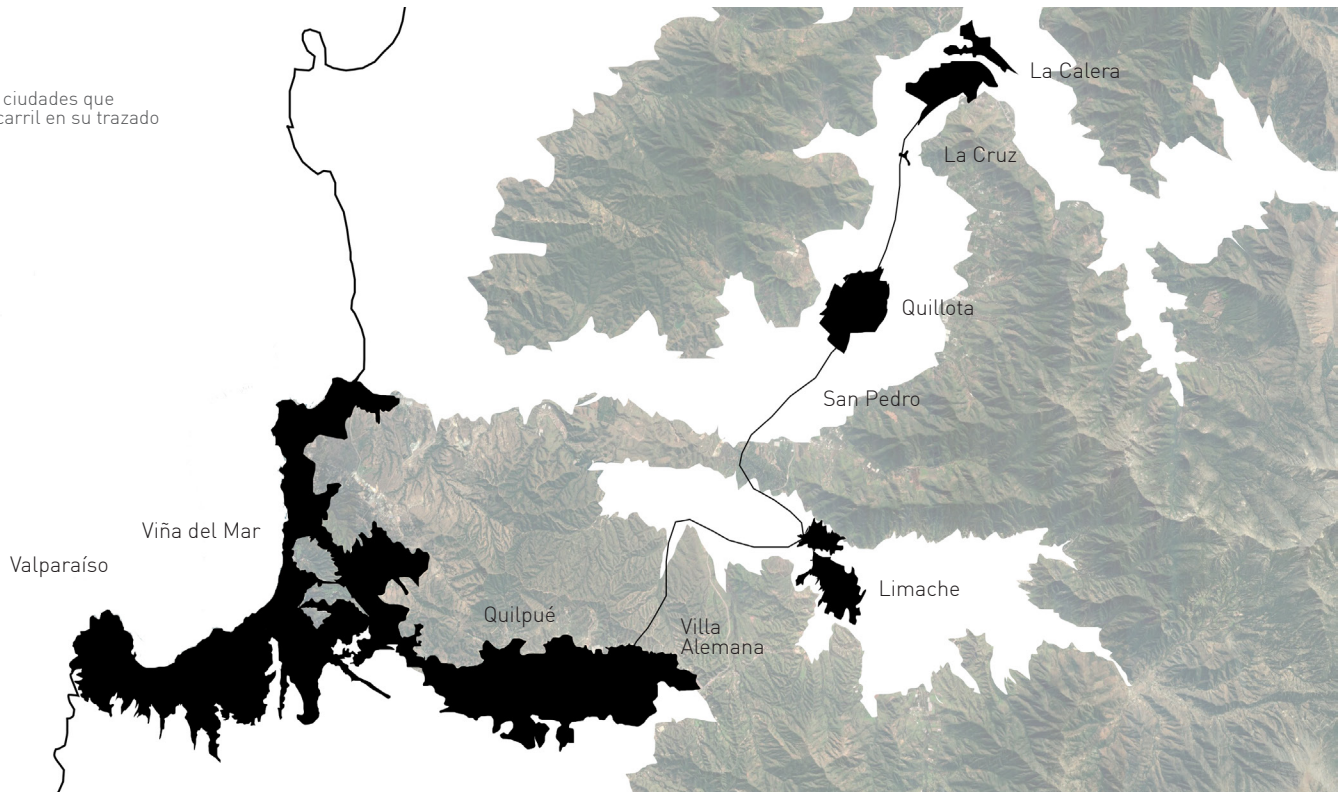 ciudades que
carril en su trazado
La Calera
La Cruz
Quillota
San Pedro
Viña del Mar
Valparaíso
Limache
Quilpué
Villa
Alemana